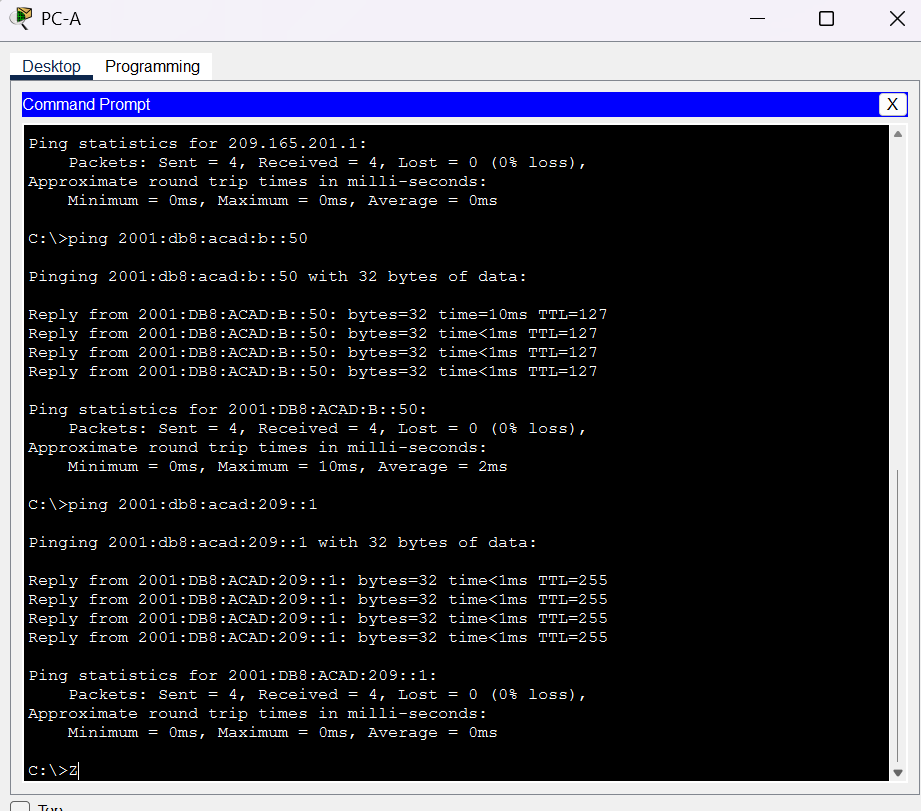 PC-A
Desktop Programming
Command Prompt X
Ping statistics for 209.165.201.1:
    Packets: Sent = 4, Received = 4, Lost = 0 (0% loss),
Approximate round trip times in milli-seconds:
    Minimum = 0ms, Maximum = 0ms, Average = 0ms

C:\>ping 2001:db8:acad:b::50

Pinging 2001:db8:acad:b::50 with 32 bytes of data:

Reply from 2001:DB8:ACAD:B::50: bytes=32 time=10ms TTL=127
Reply from 2001:DB8:ACAD:B::50: bytes=32 time<1ms TTL=127
Reply from 2001:DB8:ACAD:B::50: bytes=32 time<1ms TTL=127
Reply from 2001:DB8:ACAD:B::50: bytes=32 time<1ms TTL=127

Ping statistics for 2001:DB8:ACAD:B::50:
    Packets: Sent = 4, Received = 4, Lost = 0 (0% loss),
Approximate round trip times in milli-seconds:
    Minimum = 0ms, Maximum = 10ms, Average = 2ms

C:\>ping 2001:db8:acad:209::1

Pinging 2001:db8:acad:209::1 with 32 bytes of data:

Reply from 2001:DB8:ACAD:209::1: bytes=32 time<1ms TTL=255
Reply from 2001:DB8:ACAD:209::1: bytes=32 time<1ms TTL=255
Reply from 2001:DB8:ACAD:209::1: bytes=32 time<1ms TTL=255
Reply from 2001:DB8:ACAD:209::1: bytes=32 time<1ms TTL=255

Ping statistics for 2001:DB8:ACAD:209::1:
    Packets: Sent = 4, Received = 4, Lost = 0 (0% loss),
Approximate round trip times in milli-seconds:
    Minimum = 0ms, Maximum = 0ms, Average = 0ms

C:\>Z